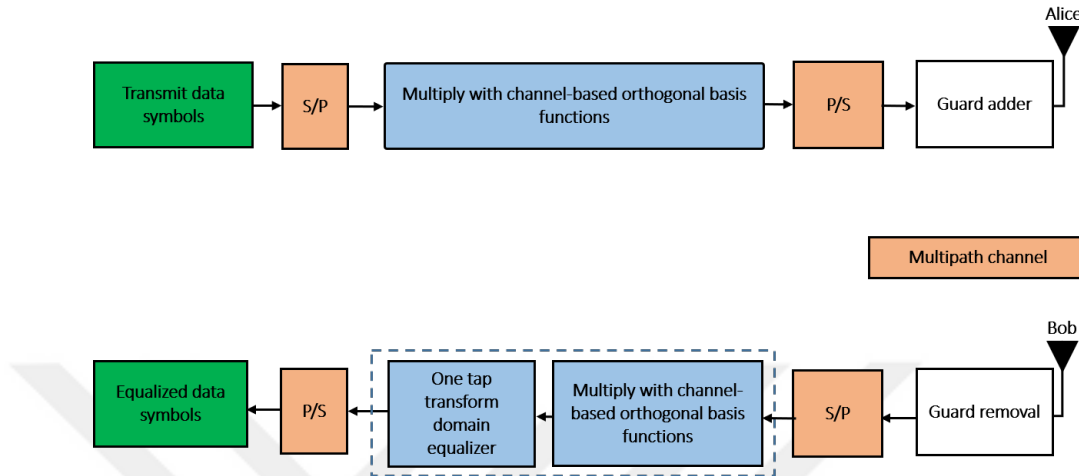 Alice
Transmit data
symbols
S/P
Multiply with channel-based orthogonal basis
functions
P/S
Guard adder
Multipath channel
Bob
Equalized data
symbols
P/S
One tap
transform
domain
equalizer
Multiply with channel-
based orthogonal basis
functions
S/P
Guard removal